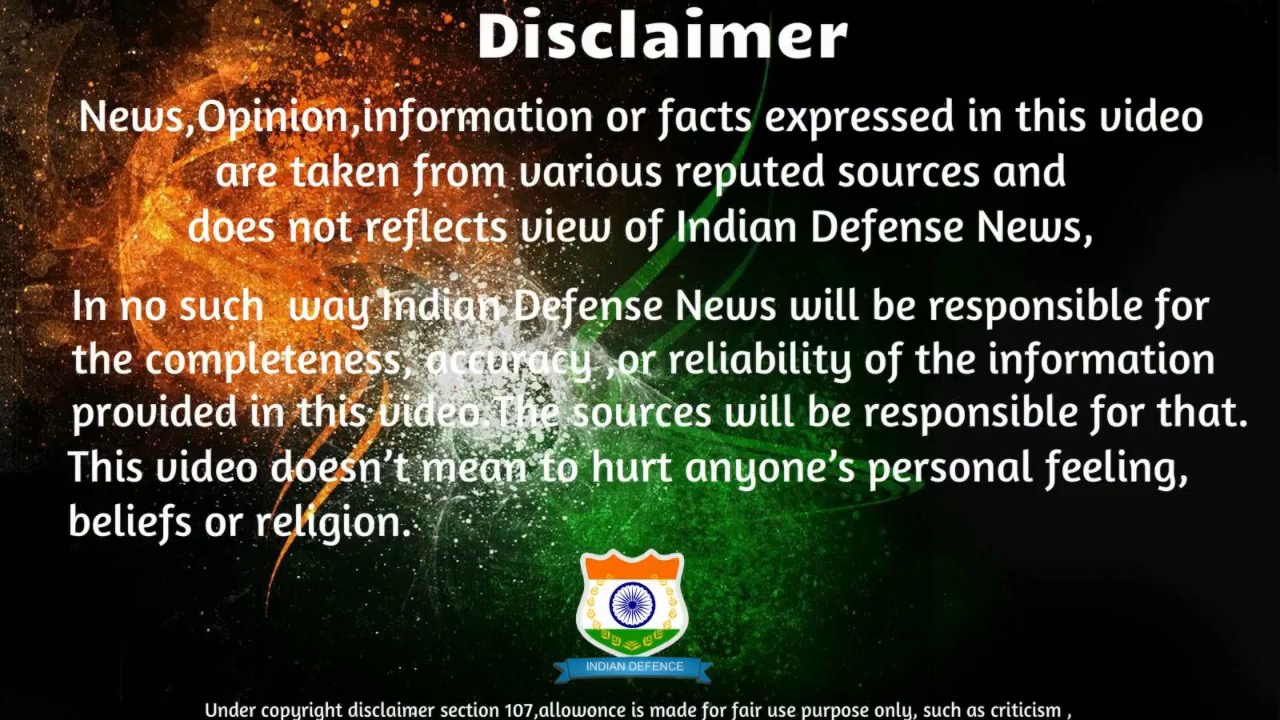 Disclaimer
News,Opinion,information or facts expressed in this video
are taken from various reputed sources and
does not reflects view of Indian Defense News,
In no such way Indian Defense News will be responsible for
the completeness, accuracy ,or reliability of the information
provided in this video.The sources will be responsible for that.
This video doesn't mean to hurt anyone's personal feeling,
beliefs or religion.
INDIAN DEFENCE
Under copyright disclaimer section 107,allowonce is made for fair use purpose only, such as criticism ,